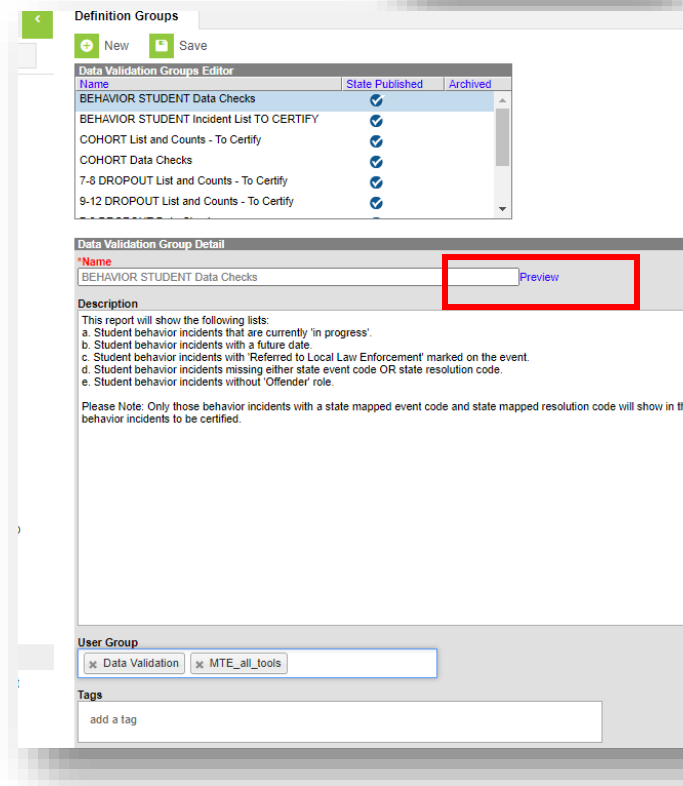 Definition Groups
New Save
Data Validation Groups Editor
Name State Published Archived
BEHAVIOR STUDENT Data Checks
BEHAVIOR STUDENT Incident List TO CERTIFY
COHORT List and Counts - To Certify
COHORT Data Checks
7-8 DROPOUT List and Counts - To Certify
9-12 DROPOUT List and Counts - To Certify
Data Validation Group Detail
*Name
BEHAVIOR STUDENT Data Checks Preview
Description
This report will show the following lists:
a. Student behavior incidents that are currently 'in progress'.
b. Student behavior incidents with a future date.
c. Student behavior incidents with 'Referred to Local Law Enforcement' marked on the event.
d. Student behavior incidents missing either state event code OR state resolution code.
e. Student behavior incidents without 'Offender' role.
Please Note: Only those behavior incidents with a state mapped event code and state mapped resolution code will show in
behavior incidents to be certified.
User Group
Data Validation MTE_all_tools
Tags
add a tag